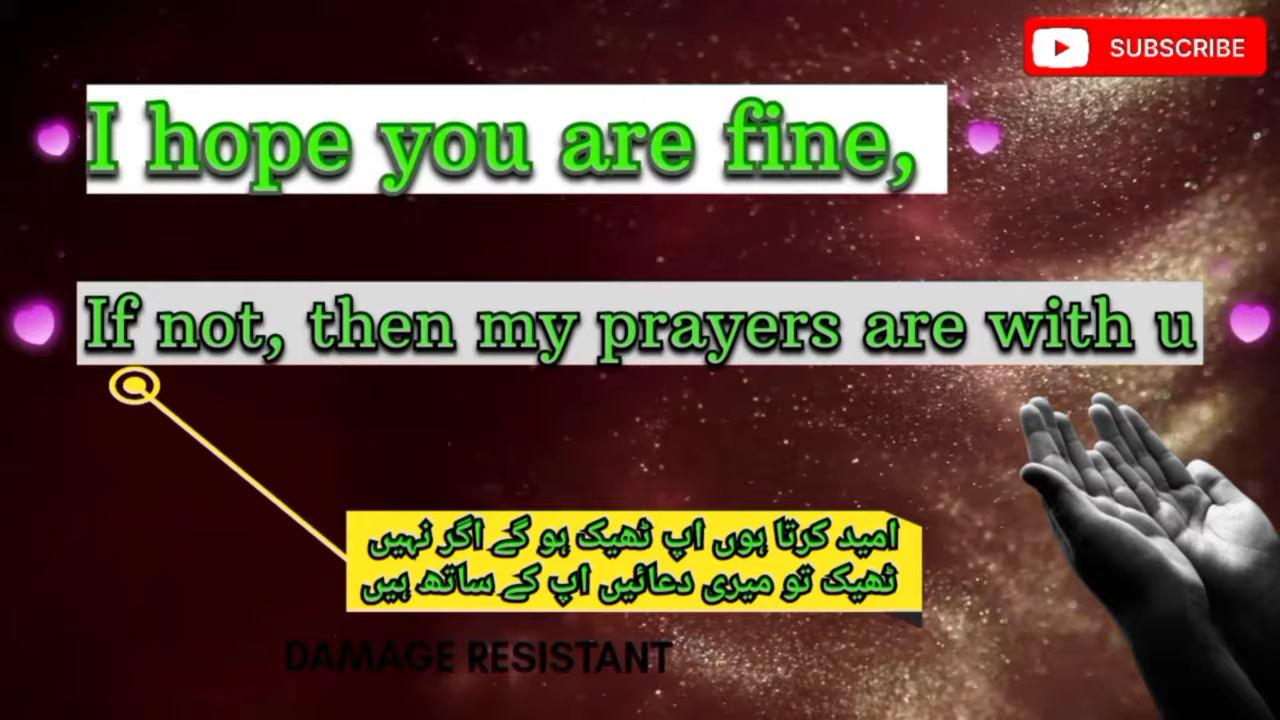 SUBSCRIBE
I hope you are fine,
If not, then my prayers are with u
امید کرتا ہوں اپ ٹھیک ہو گے اگر نہیں
ٹھیک تو میری دعائیں اپ کے ساتھ ہیں
DAMAGE RESISTANT